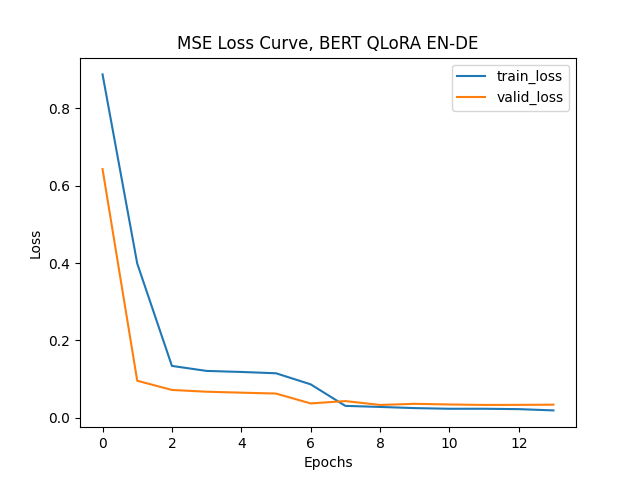 MSE Loss Curve, BERT QLoRA EN-DE
train_loss
valid_loss
0.8
0.6
0.4
0.2
0.0
Loss
0 2 4 6 8 10 12
Epochs